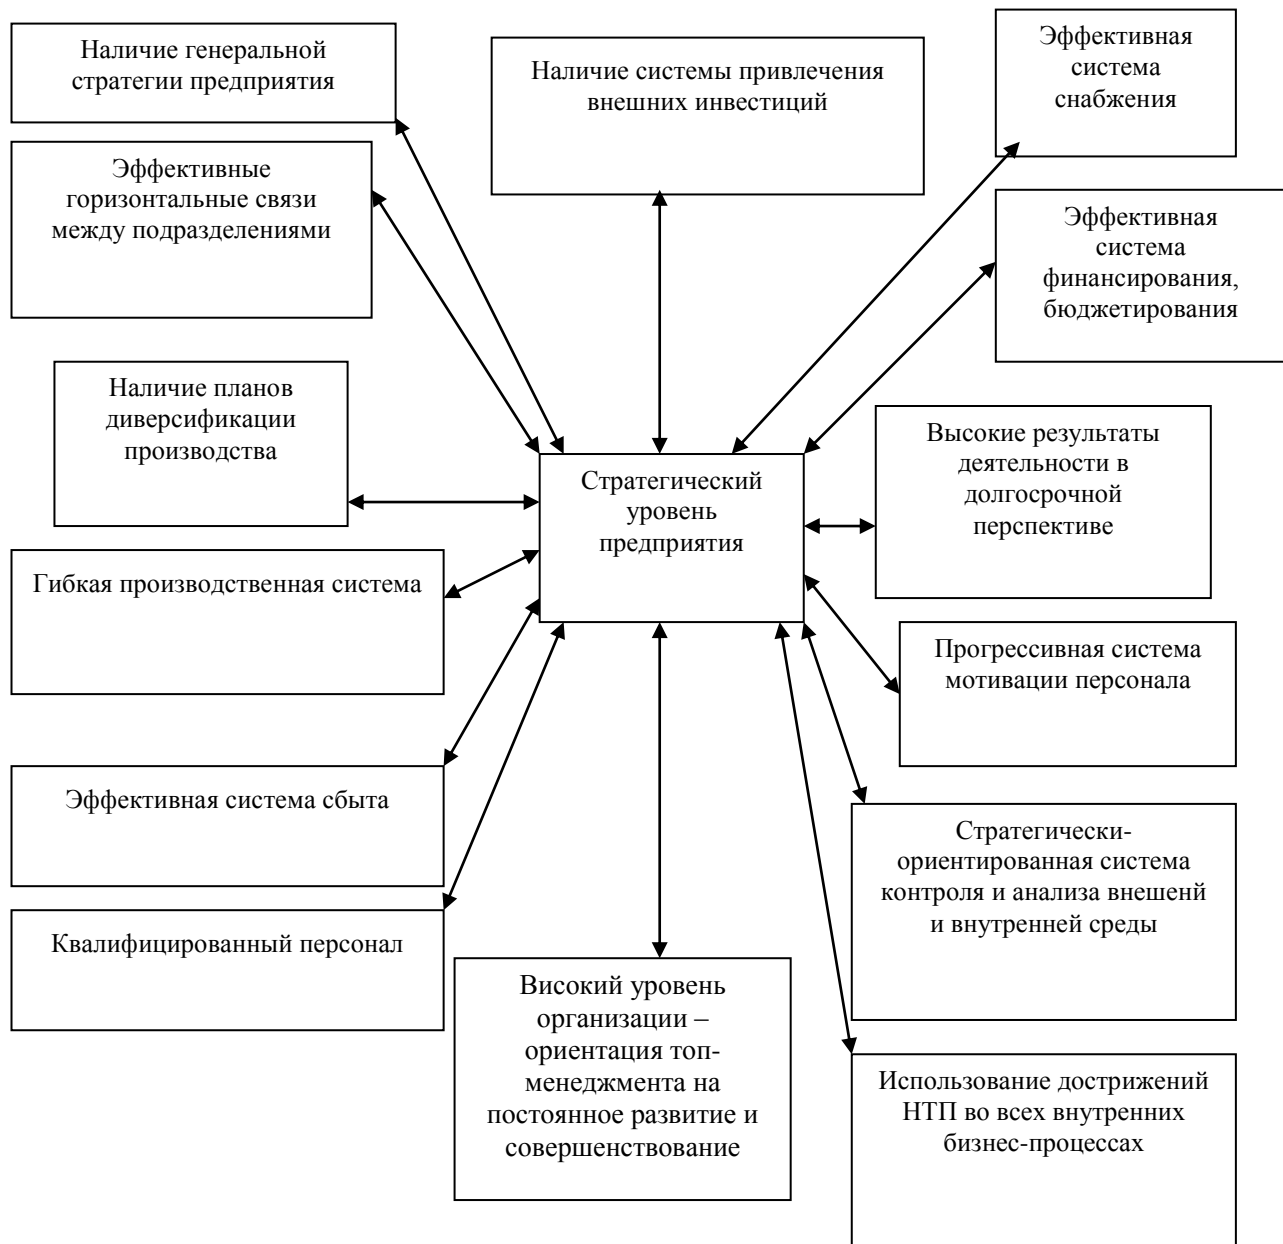 Наличие генеральной
стратегии предприятия
Наличие системы привлечения
внешних инвестиций
Эффективная
система
снабжения
Эффективные
горизонтальные связи
между подразделениями
Эффективная
система
финансирования,
бюджетирования
Наличие планов
диверсификации
производства
Стратегический
уровень
предприятия
Высокие результаты
деятельности в
долгосрочной
перспективе
Гибкая производственная система
Прогрессивная система
мотивации персонала
Эффективная система сбыта
Стратегически-
ориентированная система
контроля и анализа внешенй
и внутренней среды
Квалифицированный персонал
Високий уровень
организации –
ориентация топ-
менеджмента на
постоянное развитие и
совершенствование
Использование дострижений
НТП во всех внутренних
бизнес-процессах